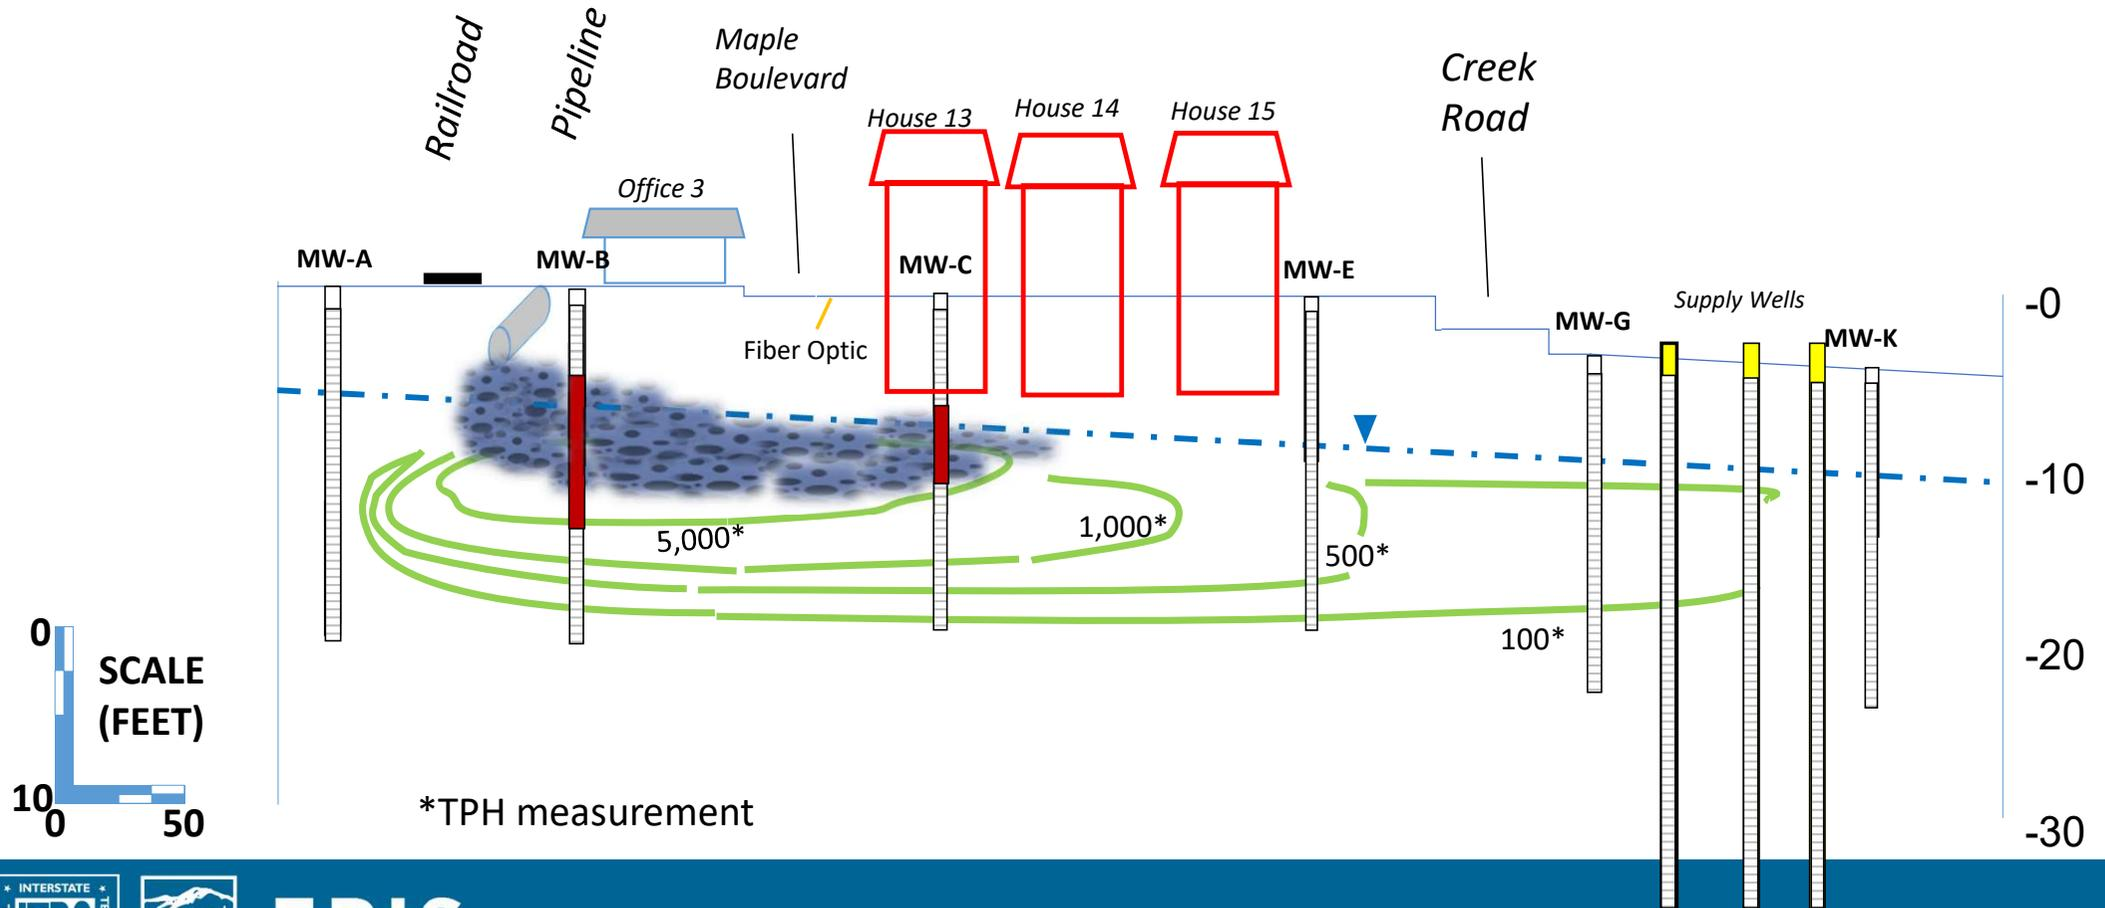 Railroad
Pipeline
Maple
Boulevard
Creek
Road
House 13
House 14
House 15
Office 3
MW-A
MW-B
MW-C
MW-E
MW-G
Supply Wells
MW-K
Fiber Optic
-0
-10
-20
-30
5,000*
1,000*
500*
100*
0
SCALE
(FEET)
10
0
50
*TPH measurement
* INTERSTATE *